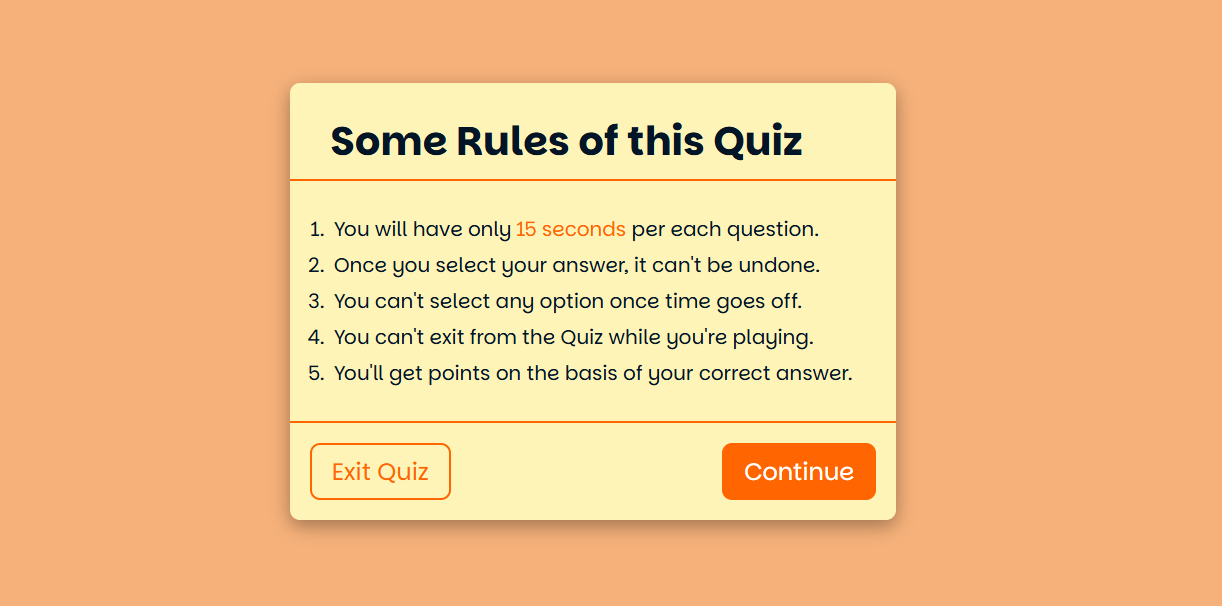 Some Rules of this Quiz
1. You will have only 15 seconds per each question.
2. Once you select your answer, it can't be undone.
3. You can't select any option once time goes off.
4. You can't exit from the Quiz while you're playing.
5. You'll get points on the basis of your correct answer.
Exit Quiz
Continue